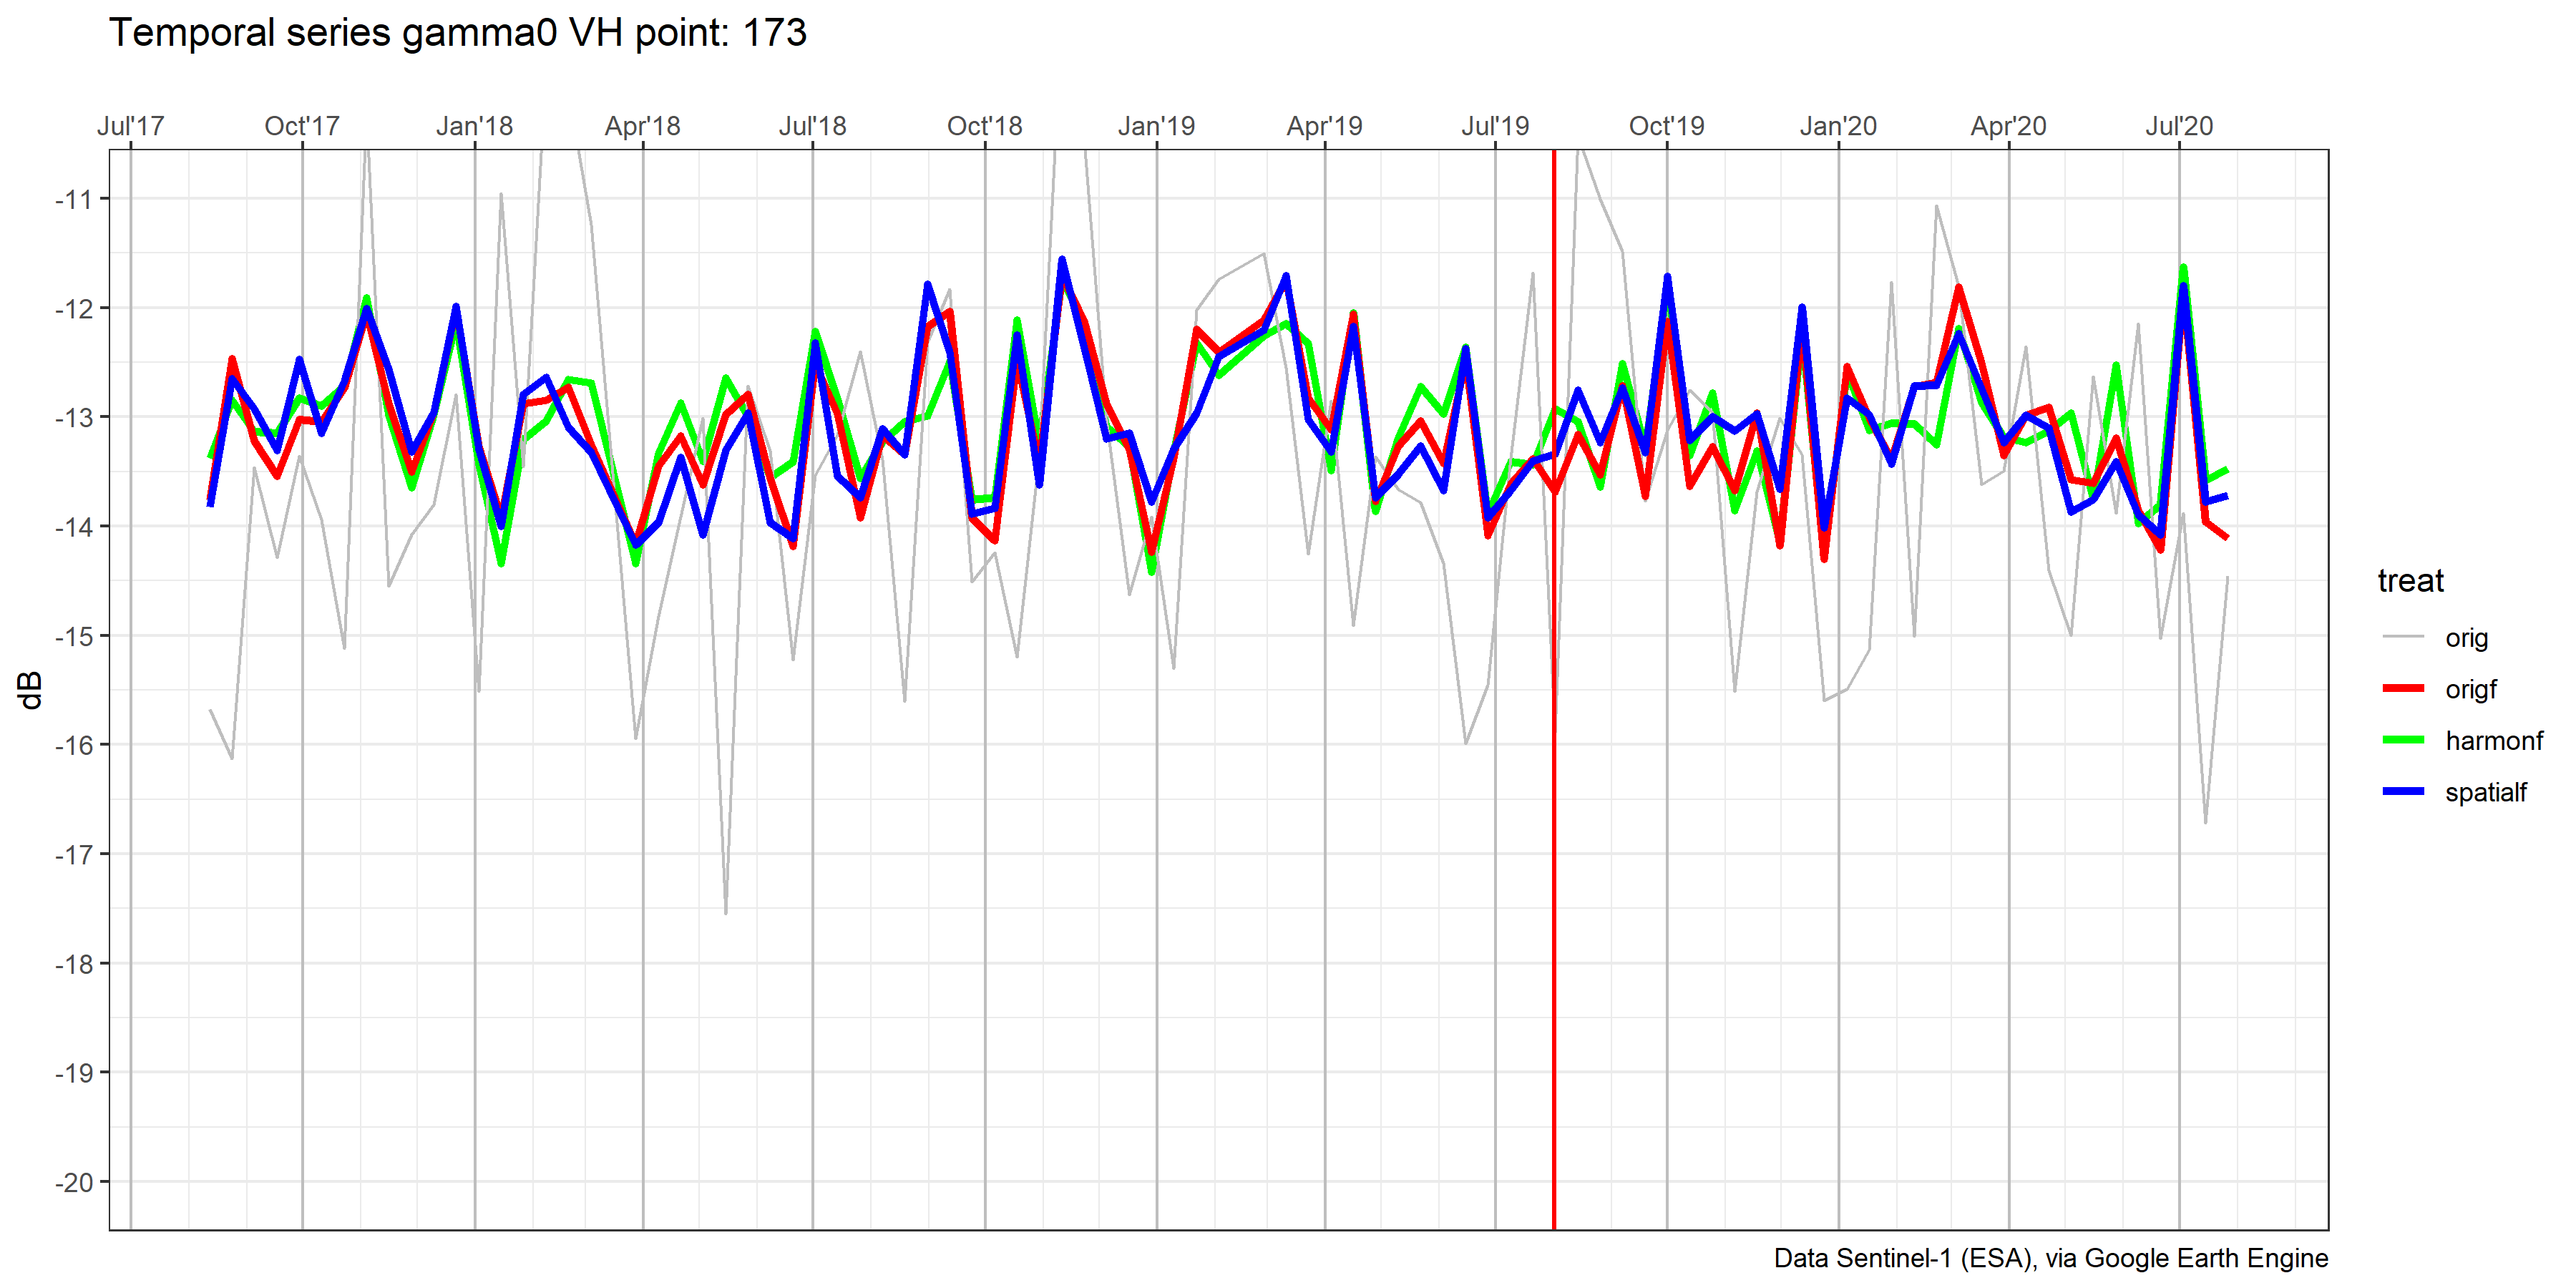 Temporal series gamma0 VH point: 173
Jul'17 Oct'17 Jan'18 Apr'18 Jul'18 Oct'18 Jan'19 Apr'19 Jul'19 Oct'19 Jan'20 Apr'20 Jul'20
-11
-12
-13
-14
-15
-16
-17
-18
-19
-20
dB
treat
orig
origf
harmonf
spatialf
Data Sentinel-1 (ESA), via Google Earth Engine